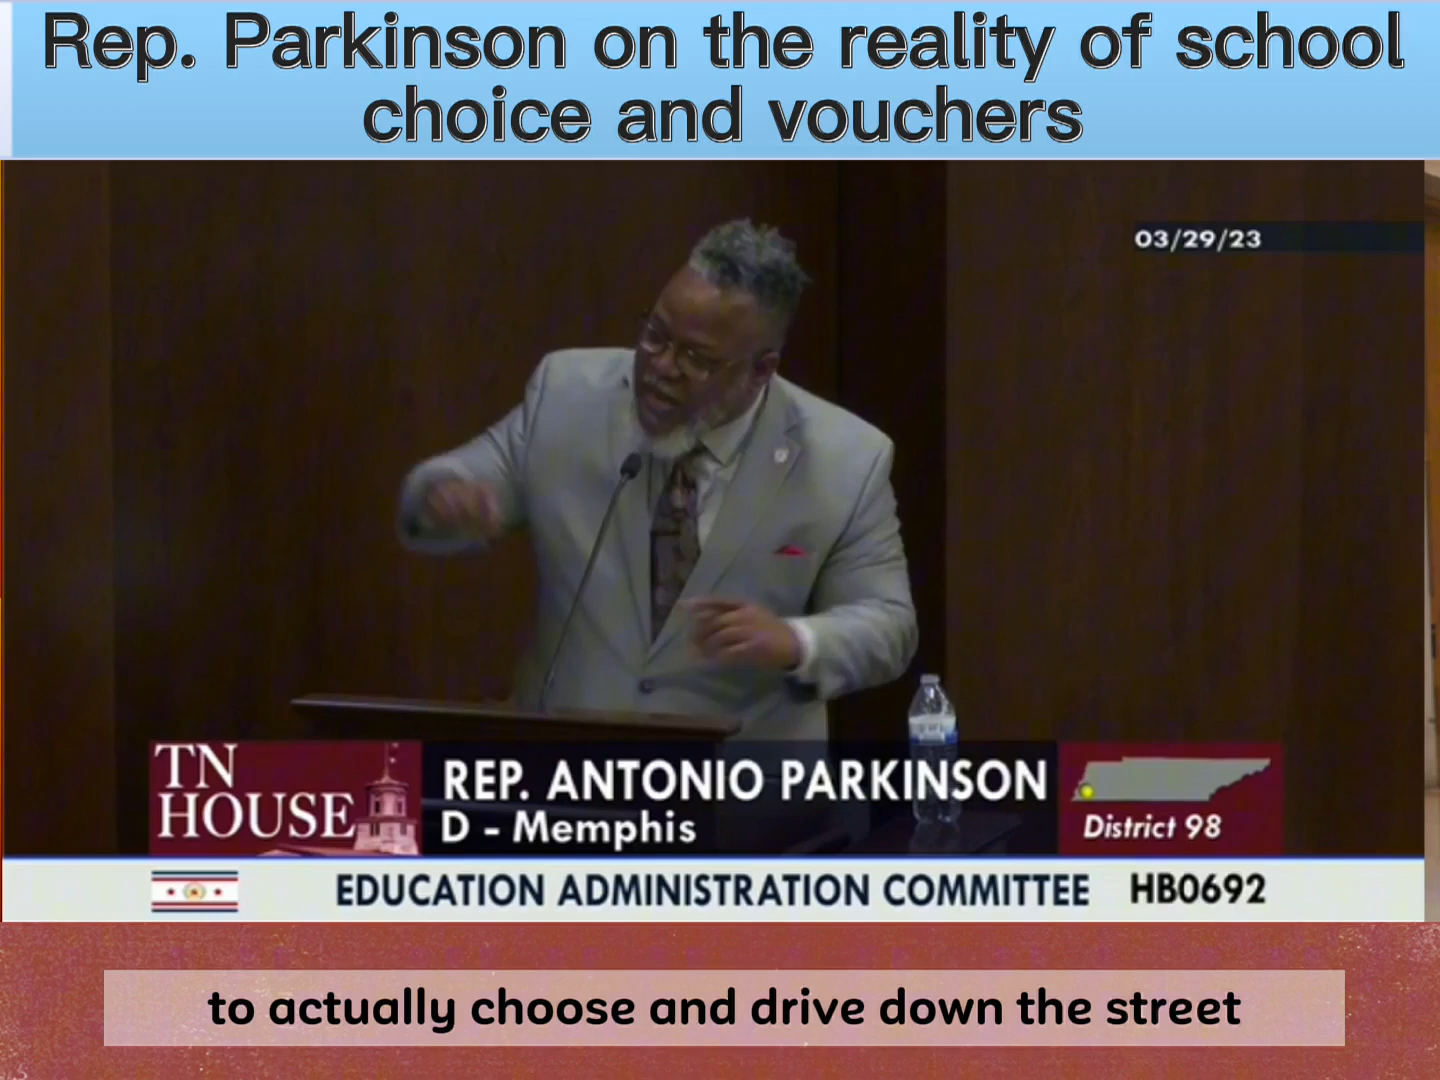 Rep. Parkinson on the reality of school
choice and vouchers
03/29/23
TN
HOUSE
REP. ANTONIO PARKINSON
D - Memphis
District 98
EDUCATION ADMINISTRATION COMMITTEE HB0692
to actually choose and drive down the street